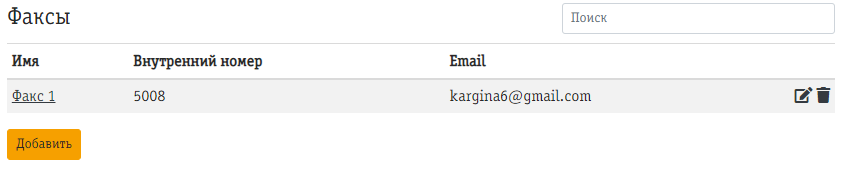 Факсы
Поиск
Имя Внутренний номер Email
Факс 1 5008 kargina6@gmail.com
Добавить